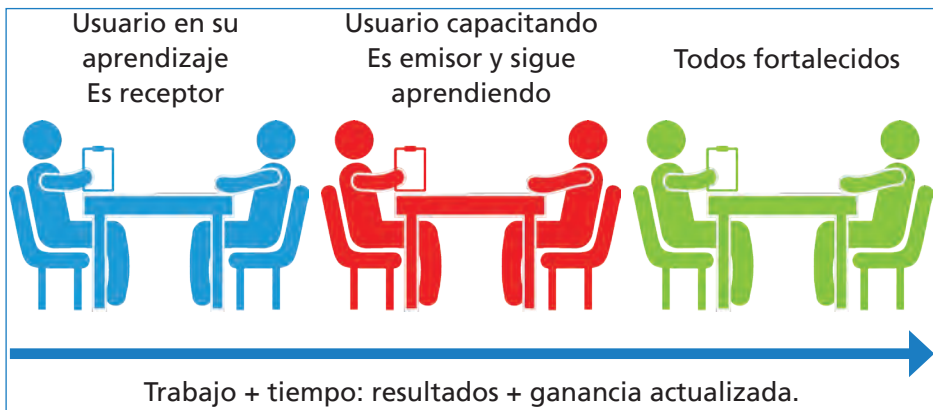 Usuario en su
aprendizaje
Es receptor
Usuario capacitando
Es emisor y sigue
aprendiendo
Todos fortalecidos
Trabajo + tiempo: resultados + ganancia actualizada.